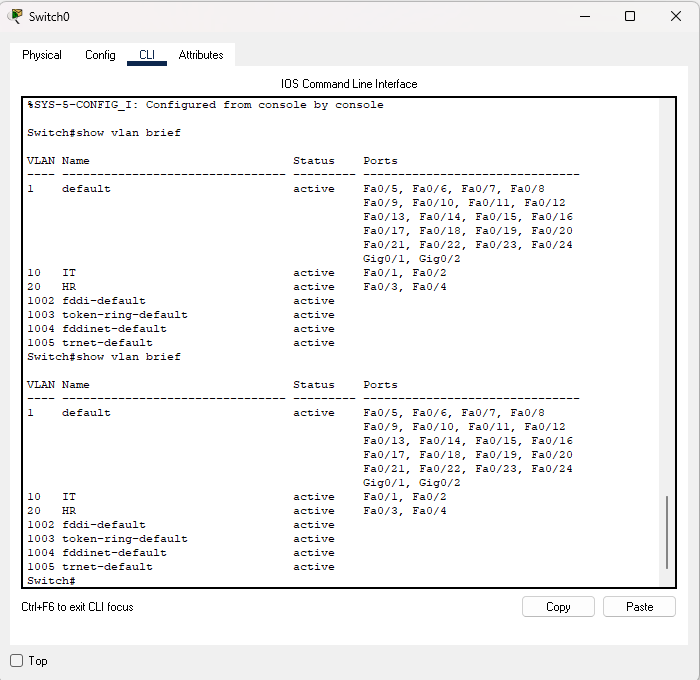 Switch0
Physical Config CLI Attributes
IOS Command Line Interface
%SYS-5-CONFIG_I: Configured from console by console
Switch#show vlan brief
VLAN Name                             Status    Ports
---- -------------------------------- --------- -------------------------------
1    default                          active    Fa0/5, Fa0/6, Fa0/7, Fa0/8
                                                Fa0/9, Fa0/10, Fa0/11, Fa0/12
                                                Fa0/13, Fa0/14, Fa0/15, Fa0/16
                                                Fa0/17, Fa0/18, Fa0/19, Fa0/20
                                                Fa0/21, Fa0/22, Fa0/23, Fa0/24
                                                Gig0/1, Gig0/2
10   IT                               active    Fa0/1, Fa0/2
20   HR                               active    Fa0/3, Fa0/4
1002 fddi-default                     active
1003 token-ring-default               active
1004 fddinet-default                  active
1005 trnet-default                    active
Switch#show vlan brief
VLAN Name                             Status    Ports
---- -------------------------------- --------- -------------------------------
1    default                          active    Fa0/5, Fa0/6, Fa0/7, Fa0/8
                                                Fa0/9, Fa0/10, Fa0/11, Fa0/12
                                                Fa0/13, Fa0/14, Fa0/15, Fa0/16
                                                Fa0/17, Fa0/18, Fa0/19, Fa0/20
                                                Fa0/21, Fa0/22, Fa0/23, Fa0/24
                                                Gig0/1, Gig0/2
10   IT                               active    Fa0/1, Fa0/2
20   HR                               active    Fa0/3, Fa0/4
1002 fddi-default                     active
1003 token-ring-default               active
1004 fddinet-default                  active
1005 trnet-default                    active
Switch#
Ctrl+F6 to exit CLI focus
Copy Paste
Top